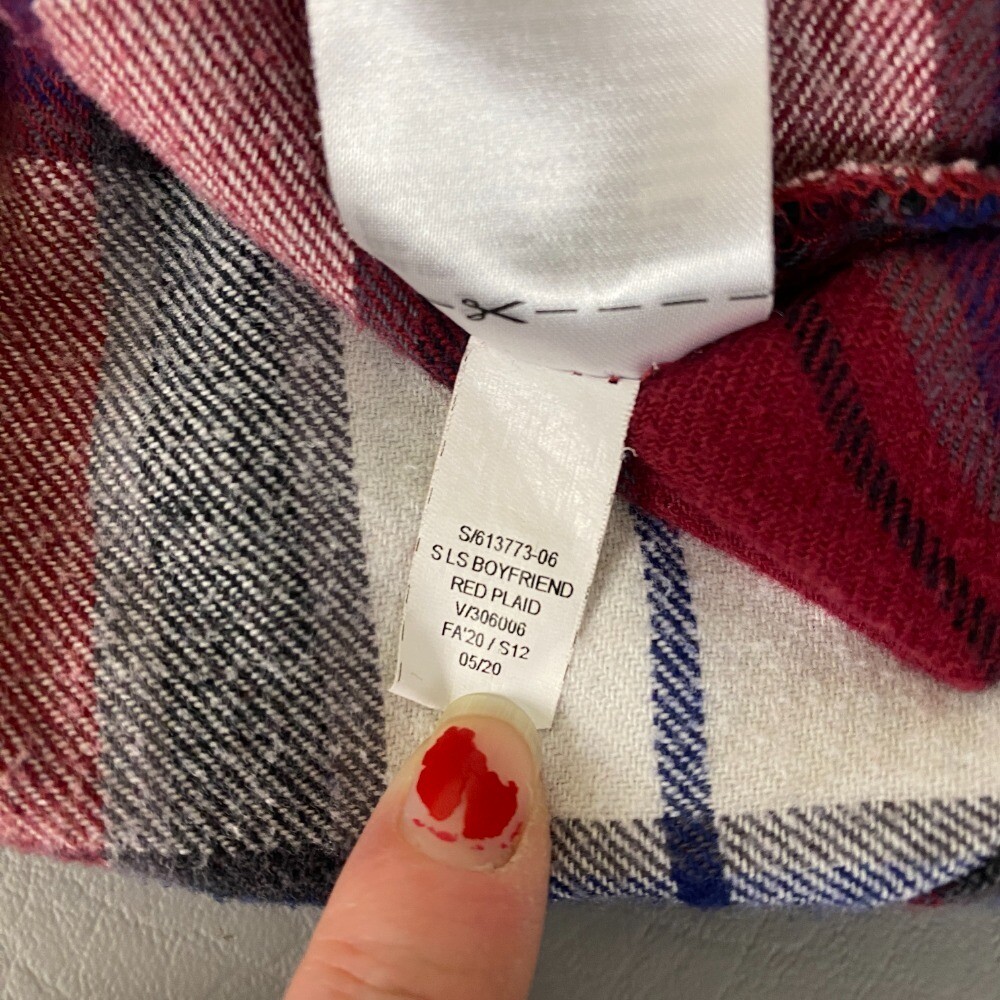 S/613773-06
S LS BOYFRIEND
RED PLAID
V/306006
FA'20 / S12
05/20